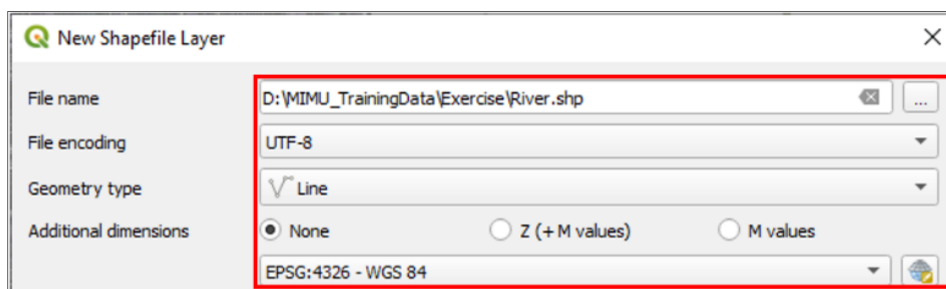 New Shapefile Layer
File name D:\MIMU_TrainingData\Exercise\River.shp ...
File encoding UTF-8
Geometry type Line
Additional dimensions None Z (+ M values) M values
EPSG:4326 - WGS 84